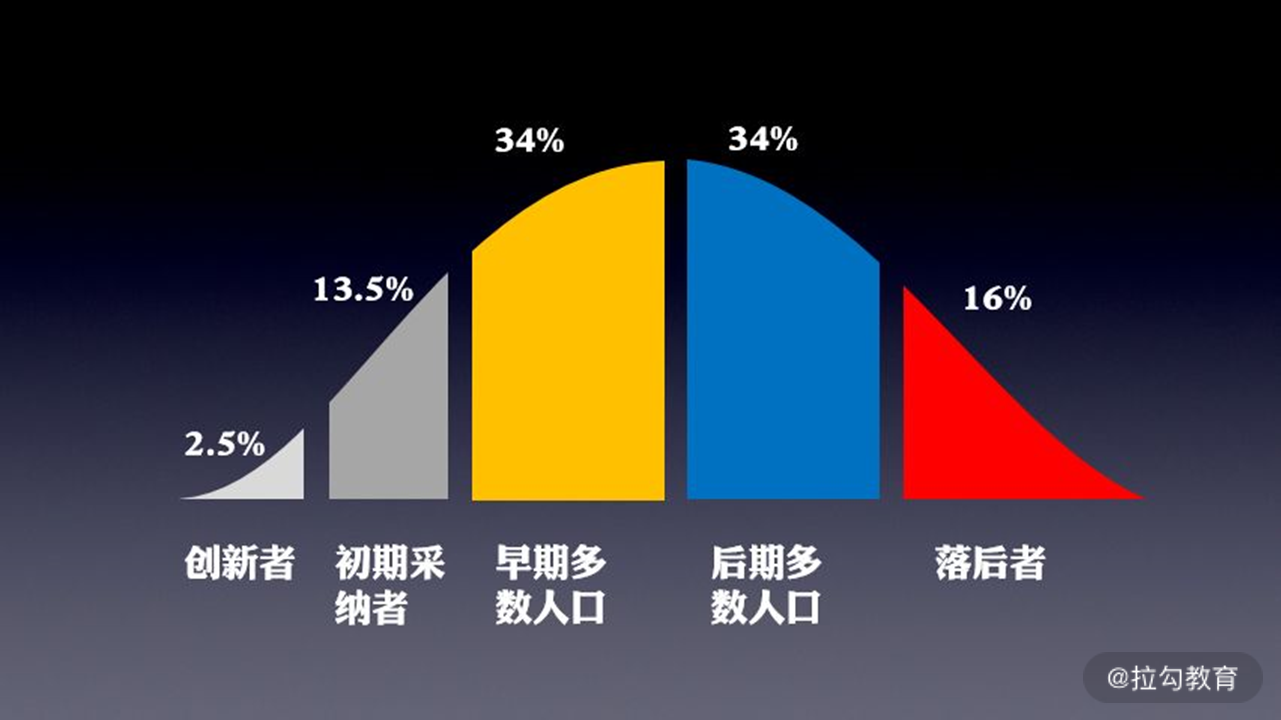 34%
34%
13.5%
16%
2.5%
创新者
初期采
纳者
早期多
数人口
后期多
数人口
落后者
@拉勾教育